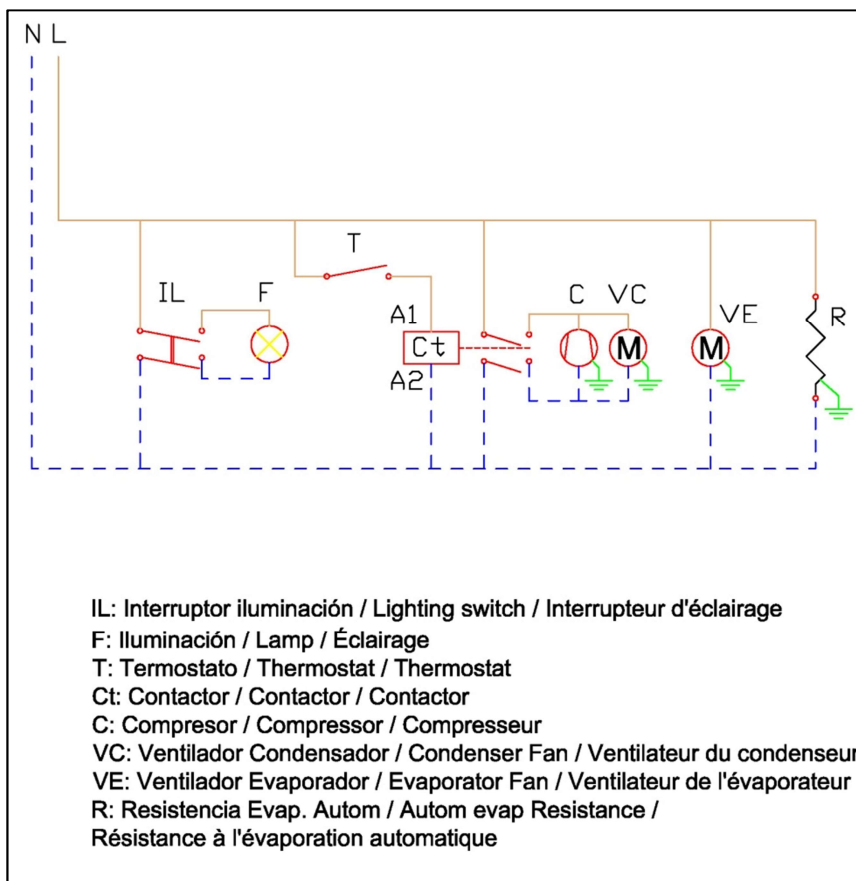 N L
T
IL F C VC
A1 VE R
Ct M M
A2
IL: Interruptor iluminación / Lighting switch / Interrupteur d'éclairage
F: Iluminación / Lamp / Éclairage
T: Termostato / Thermostat / Thermostat
Ct: Contactor / Contactor / Contactor
C: Compresor / Compressor / Compresseur
VC: Ventilador Condensador / Condenser Fan / Ventilateur du condenseur
VE: Ventilador Evaporador / Evaporator Fan / Ventilateur de l'évaporateur
R: Resistencia Evap. Autom / Autom evap Resistance /
Résistance à l'évaporation automatique